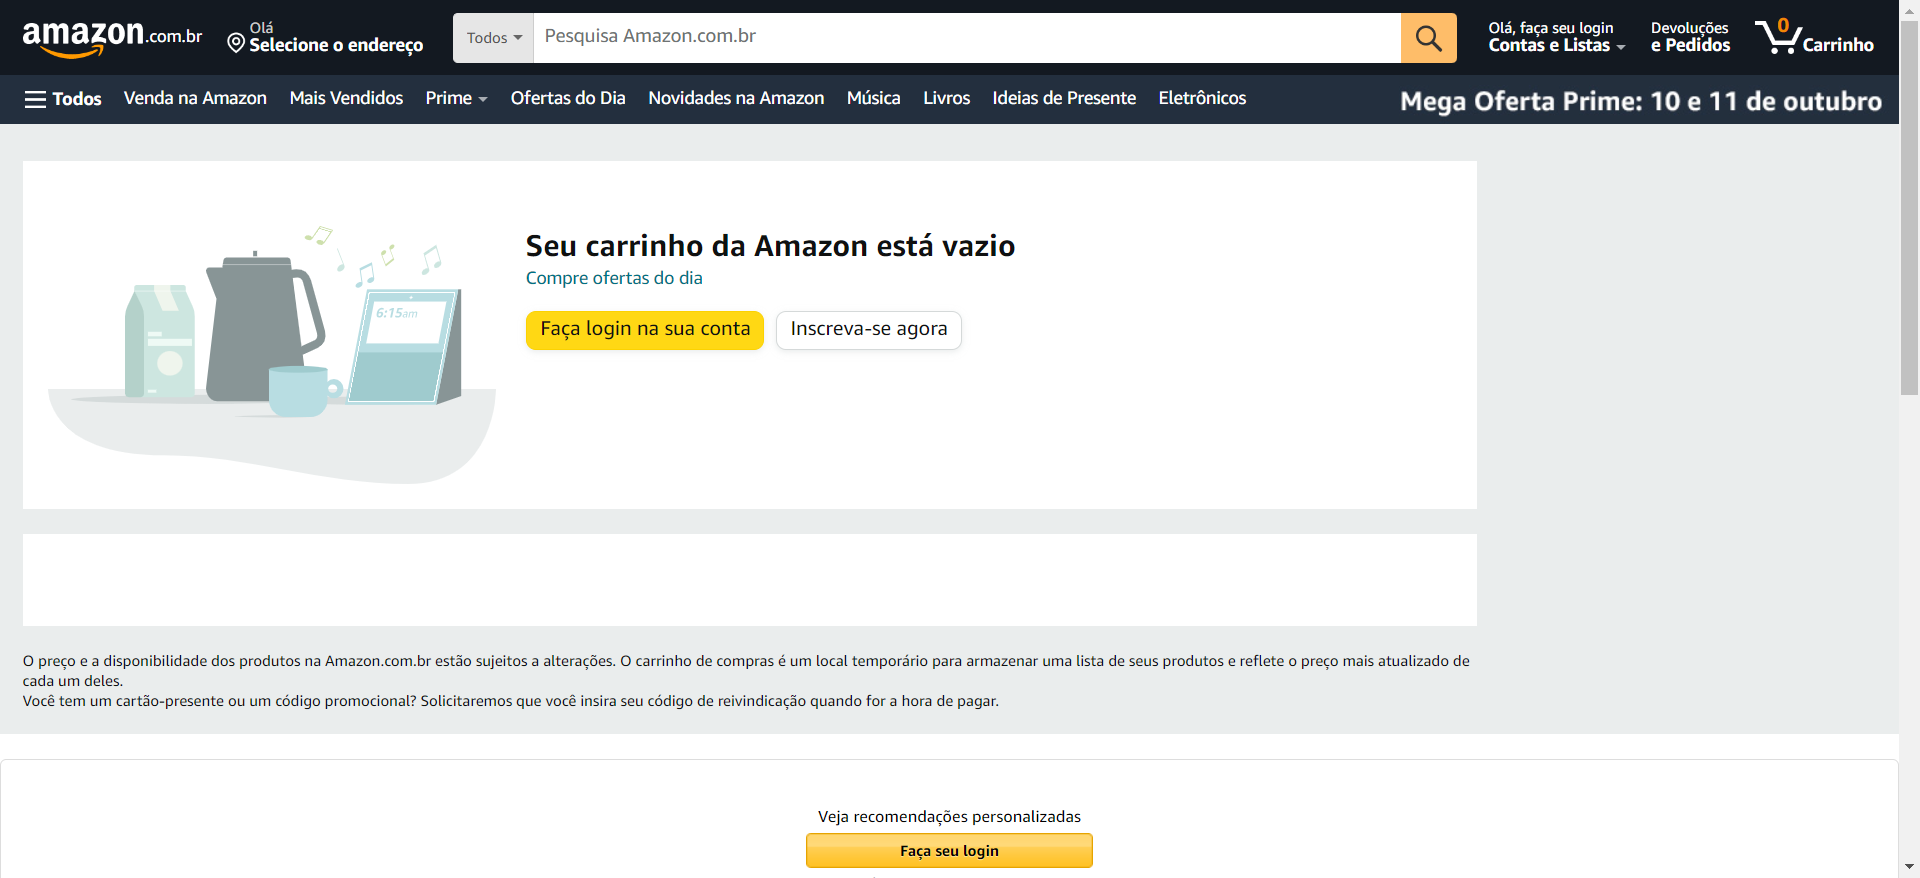 amazon.com.br
Olá
Selecione o endereço
Todos
Pesquisa Amazon.com.br
Olá, faça seu login
Contas e Listas
Devoluções
e Pedidos
0
Carrinho
Todos
Venda na Amazon
Mais Vendidos
Prime
Ofertas do Dia
Novidades na Amazon
Música
Livros
Ideias de Presente
Eletrônicos
Mega Oferta Prime: 10 e 11 de outubro
6:15am
Seu carrinho da Amazon está vazio
Compre ofertas do dia
Faça login na sua conta
Inscreva-se agora
O preço e a disponibilidade dos produtos na Amazon.com.br estão sujeitos a alterações. O carrinho de compras é um local temporário para armazenar uma lista de seus produtos e reflete o preço mais atualizado de
cada um deles.
Você tem um cartão-presente ou um código promocional? Solicitaremos que você insira seu código de reivindicação quando for a hora de pagar.
Veja recomendações personalizadas
Faça seu login